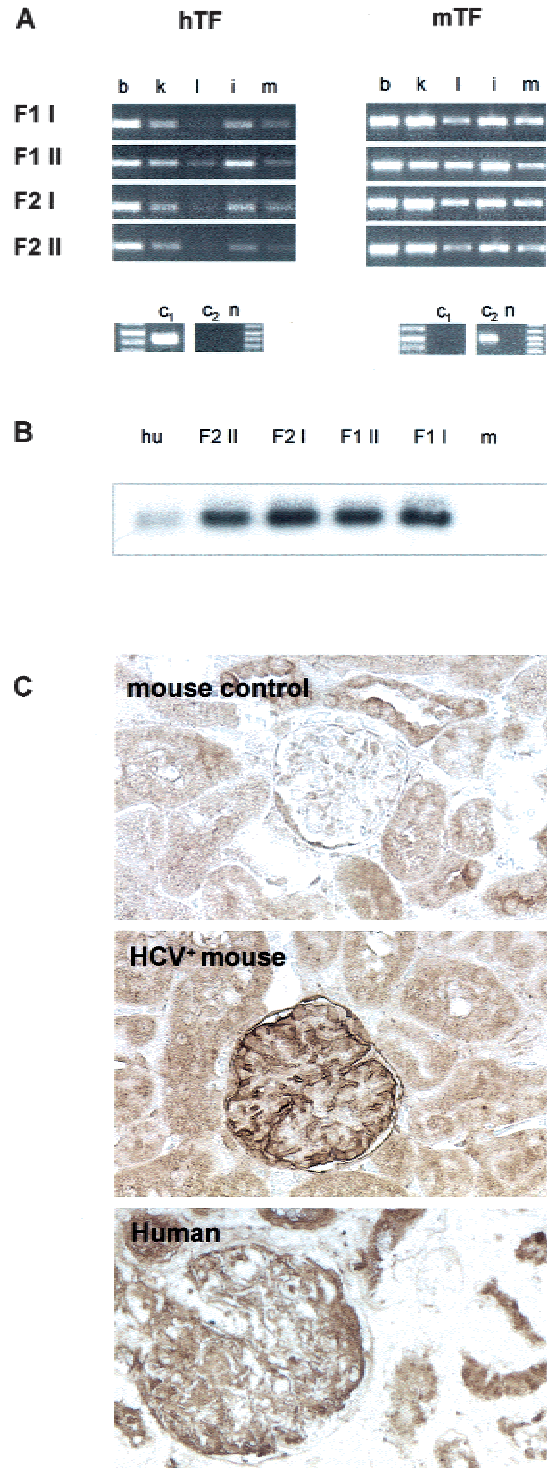 A
hTF
mTF
b k l i m
b k l i m
F1 I
F1 II
F2 I
F2 II
c1 c2 n
c1 c2 n
B
hu F2 II F2 I F1 II F1 I m
C
mouse control
HCV+ mouse
Human